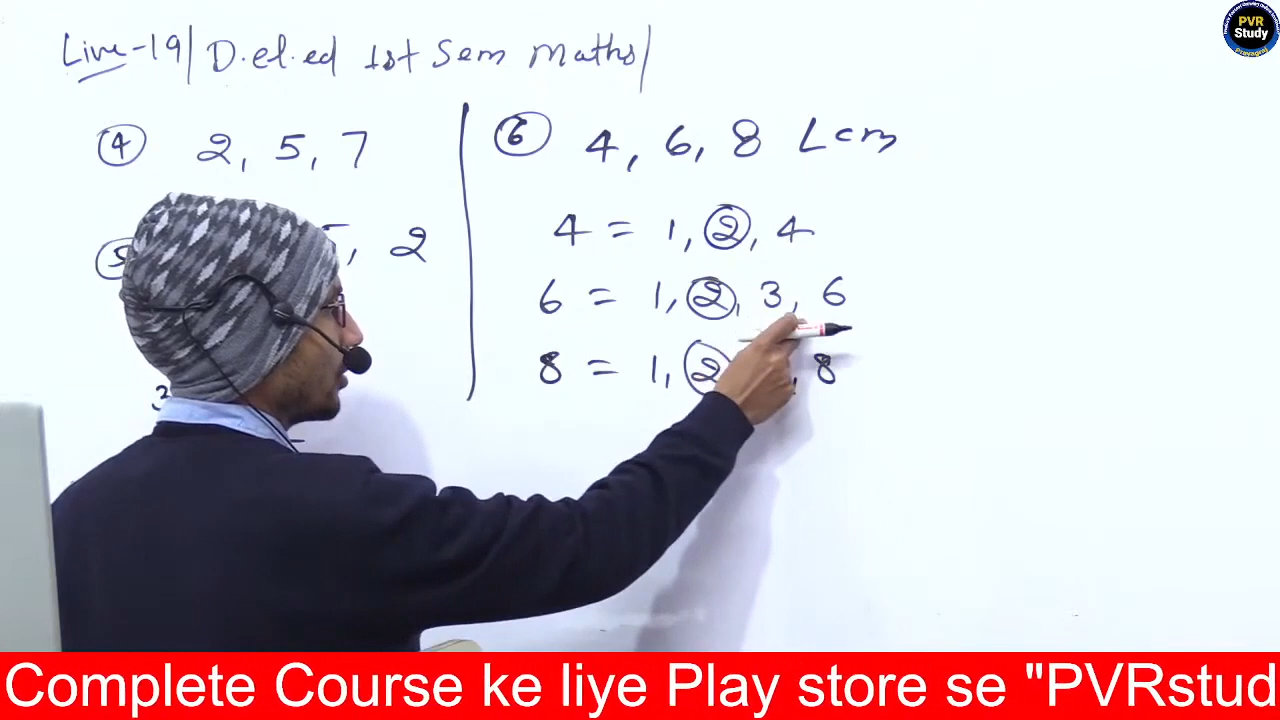 Live-19| D.el.ed 1st Sem Maths|
PVR
Study
Prayagraj
4 2, 5, 7
5, 2
6 4, 6, 8 Lcm
4 = 1, 2, 4
6 = 1, 2, 3, 6
8 = 1, 2, 8
Complete Course ke liye Play store se "PVRstud